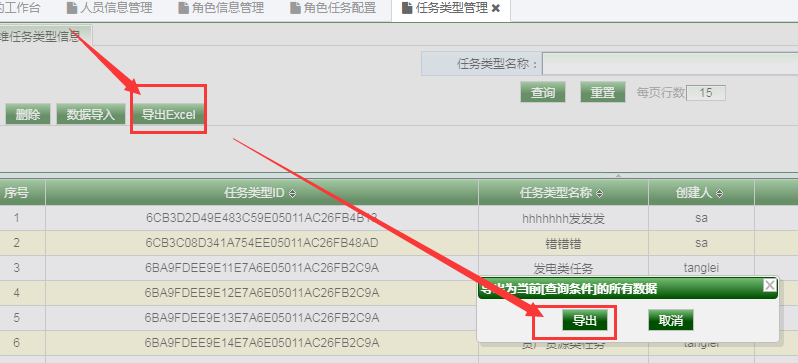 的工作台 人员信息管理 角色信息管理 角色任务配置 任务类型管理
维任务类型信息
任务类型名称：
查询 重置 每页行数 15
删除 数据导入 导出Excel
序号 任务类型ID 任务类型名称 创建人
1 6CB3D2D49E483C59E05011AC26FB4B13 hhhhhhh发发发 sa
2 6CB3C08D341A754EE05011AC26FB48AD 错错错 sa
3 6BA9FDEE9E11E7A6E05011AC26FB2C9A 发电类任务 tanglei
4 6BA9FDEE9E12E7A6E05011AC26FB2C9A
导出为当前[查询条件]的所有数据
5 6BA9FDEE9E13E7A6E05011AC26FB2C9A
导出 取消
6 6BA9FDEE9E14E7A6E05011AC26FB2C9A 资产资源类任务 tanglei